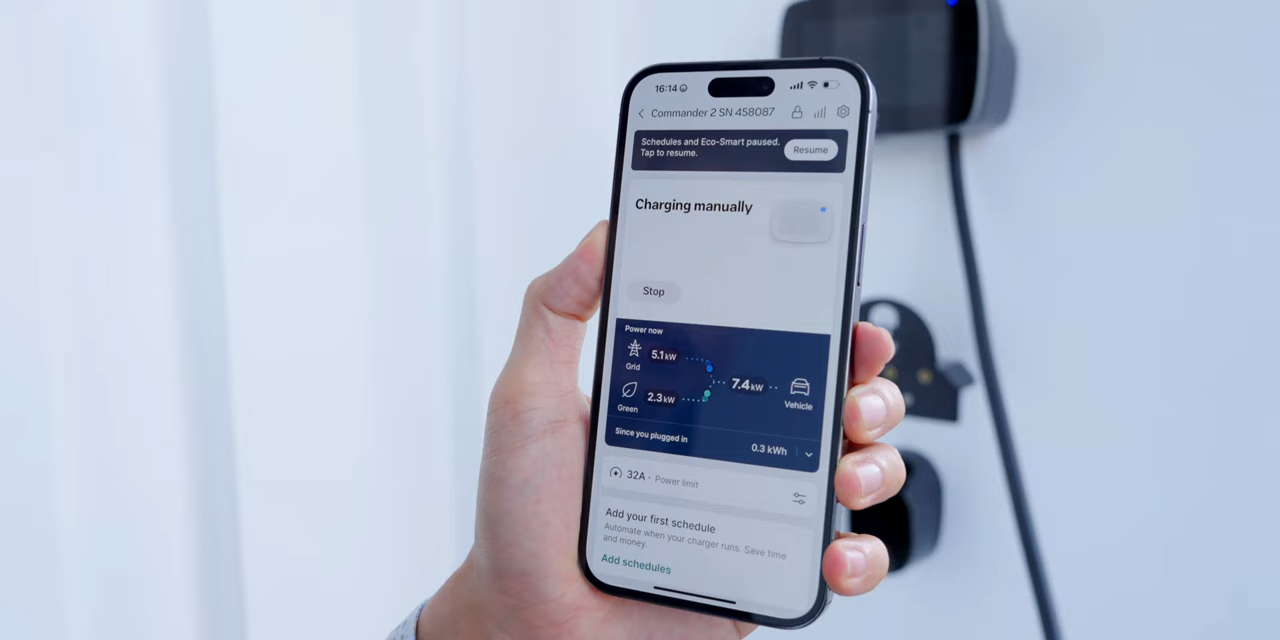 16:14
Commander 2 SN 458087
Schedules and Eco-Smart paused.
Tap to resume.
Resume
Charging manually
Stop
Power now
5.1 kW
Grid
7.4 kW
Vehicle
2.3 kW
Green
Since you plugged in
0.3 kWh
32A · Power limit
Add your first schedule
Automate when your charger runs. Save time
and money.
Add schedules